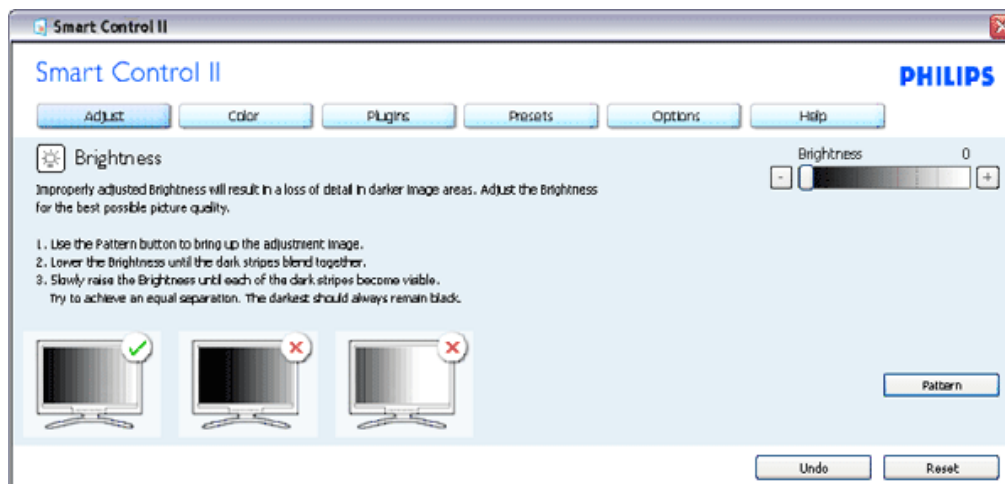 Smart Control II
Smart Control II
PHILIPS
Adjust Color Plugins Presets Options Help
Brightness
Brightness 0
Improperly adjusted Brightness will result in a loss of detail in darker image areas. Adjust the Brightness
for the best possible picture quality.
- +
1. Use the Pattern button to bring up the adjustment image.
2. Lower the Brightness until the dark stripes blend together.
3. Slowly raise the Brightness until each of the dark stripes become visible.
Try to achieve an equal separation. The darkest should always remain black.
Pattern
Undo Reset